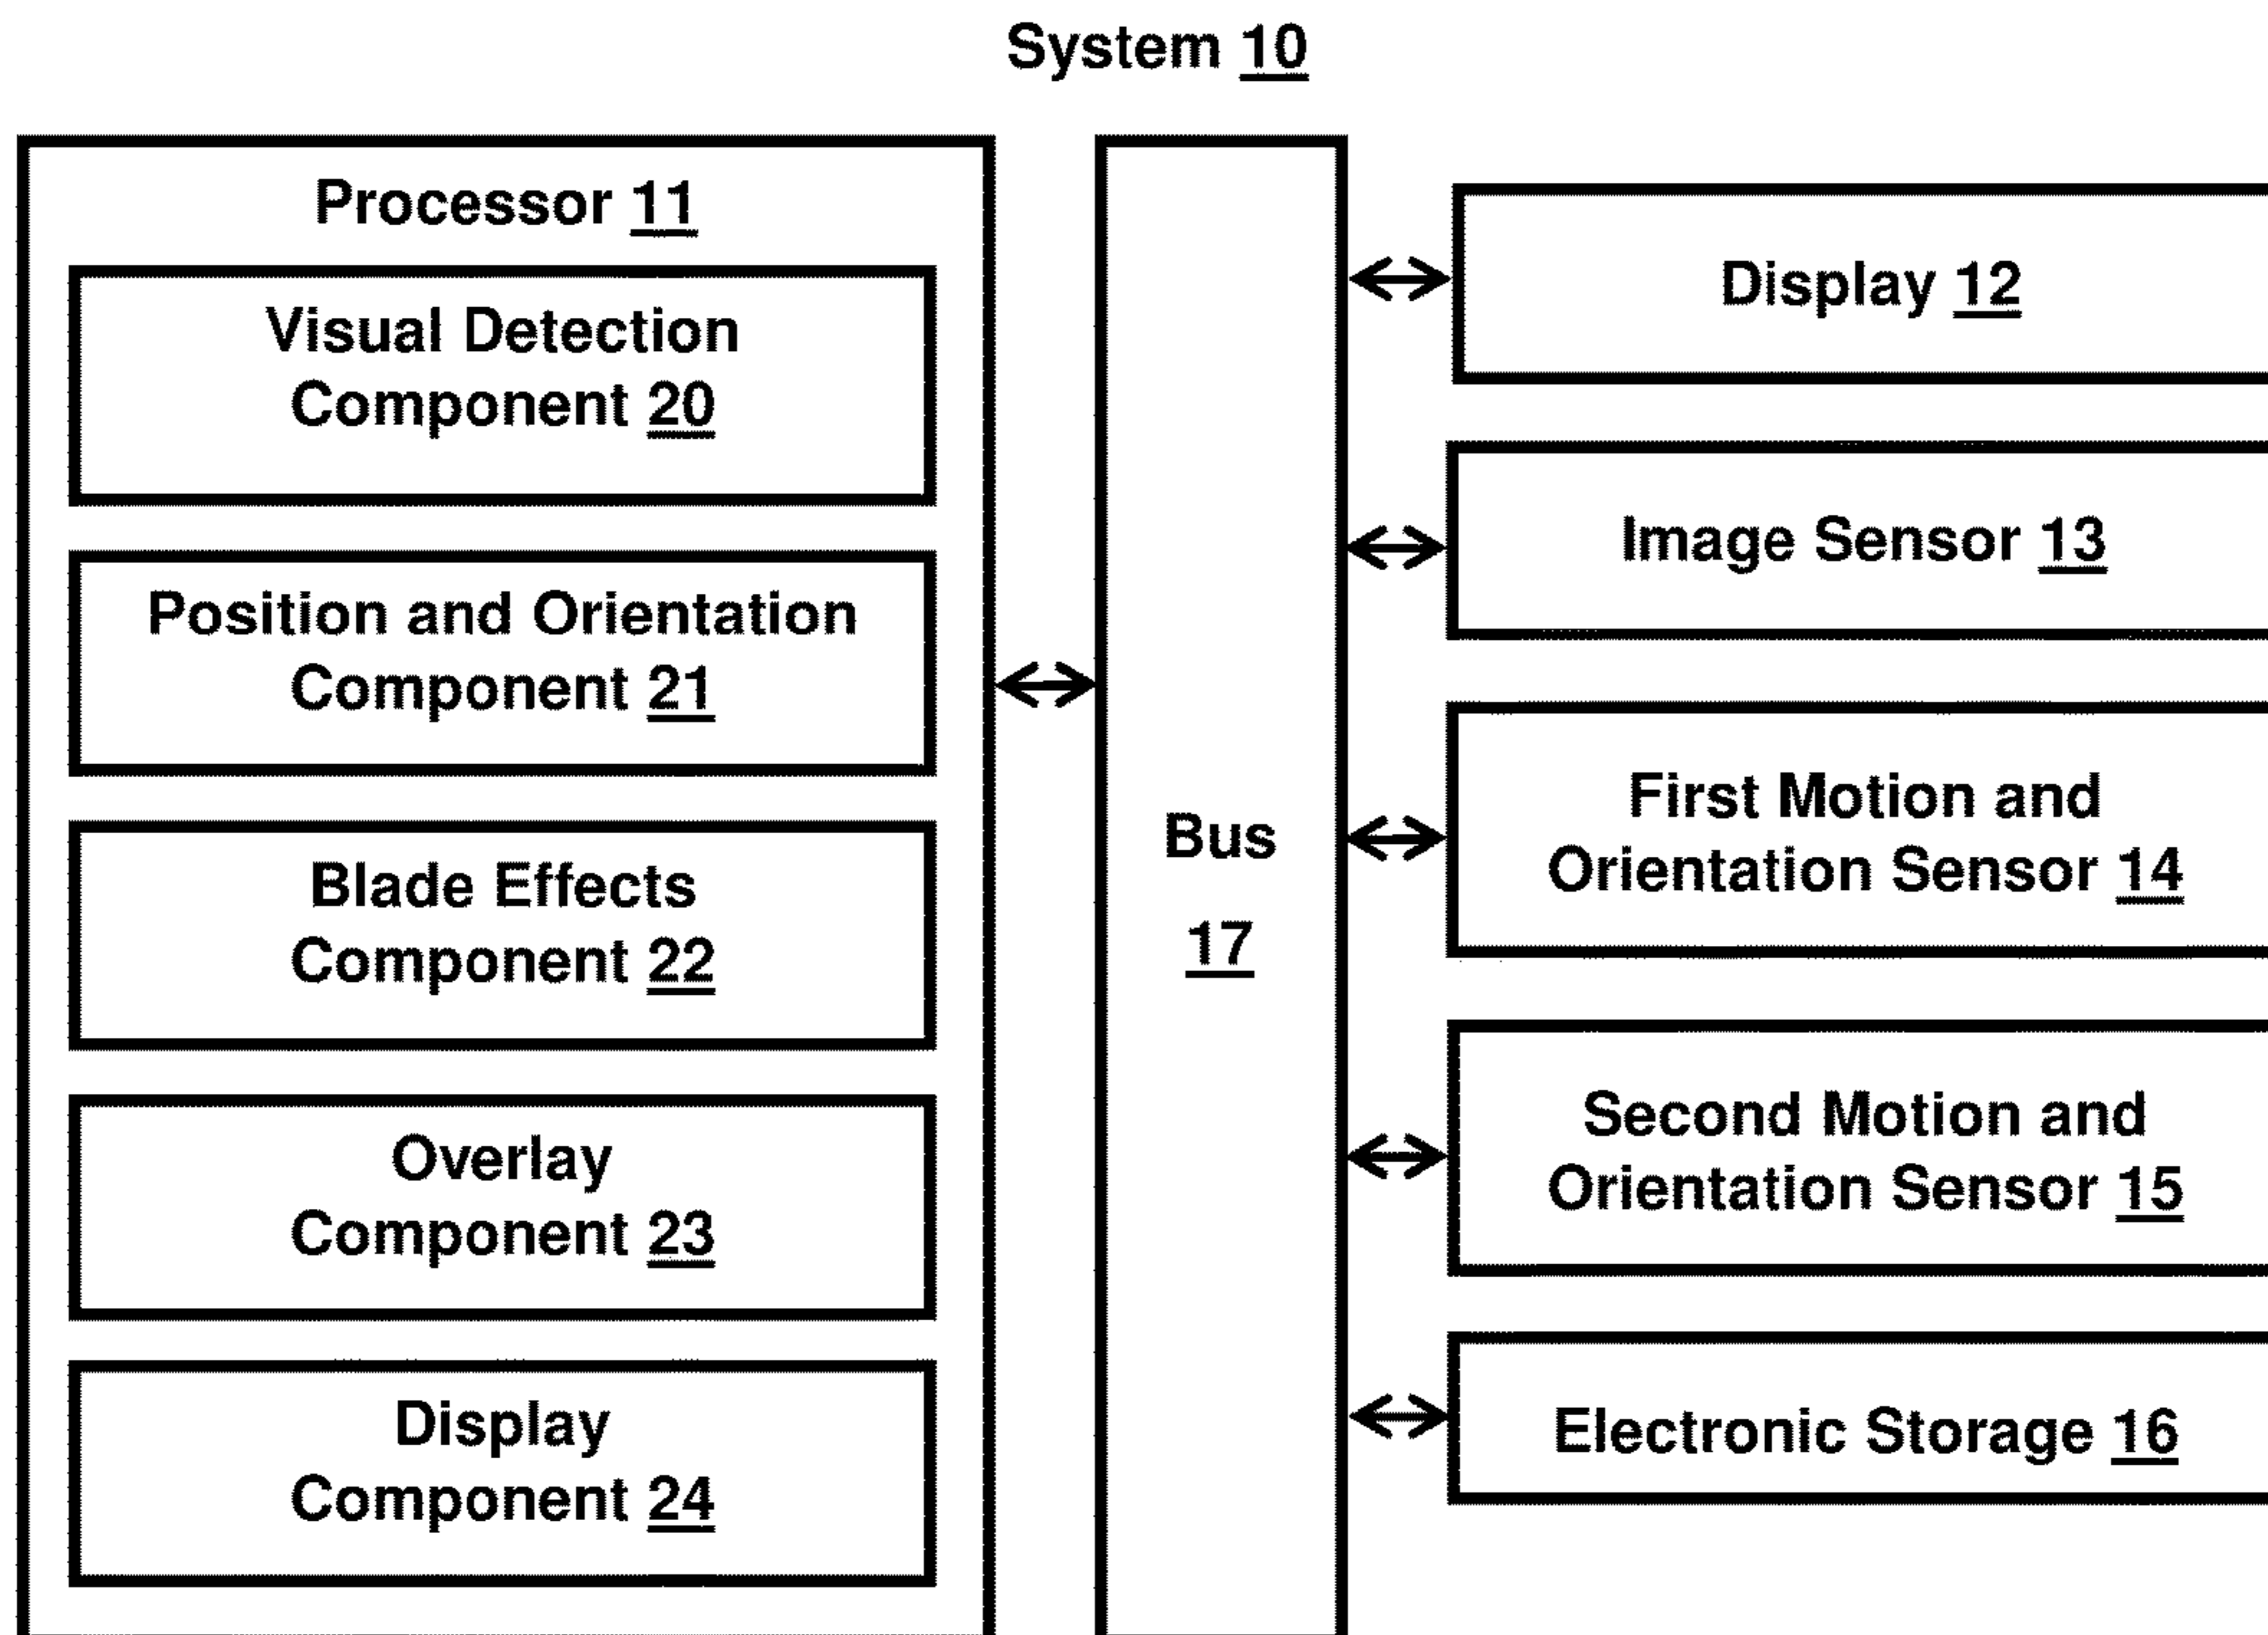 System 10
Processor 11
Visual Detection
Component 20
Position and Orientation
Component 21
Blade Effects
Component 22
Overlay
Component 23
Display
Component 24
Bus
17
Display 12
Image Sensor 13
First Motion and
Orientation Sensor 14
Second Motion and
Orientation Sensor 15
Electronic Storage 16